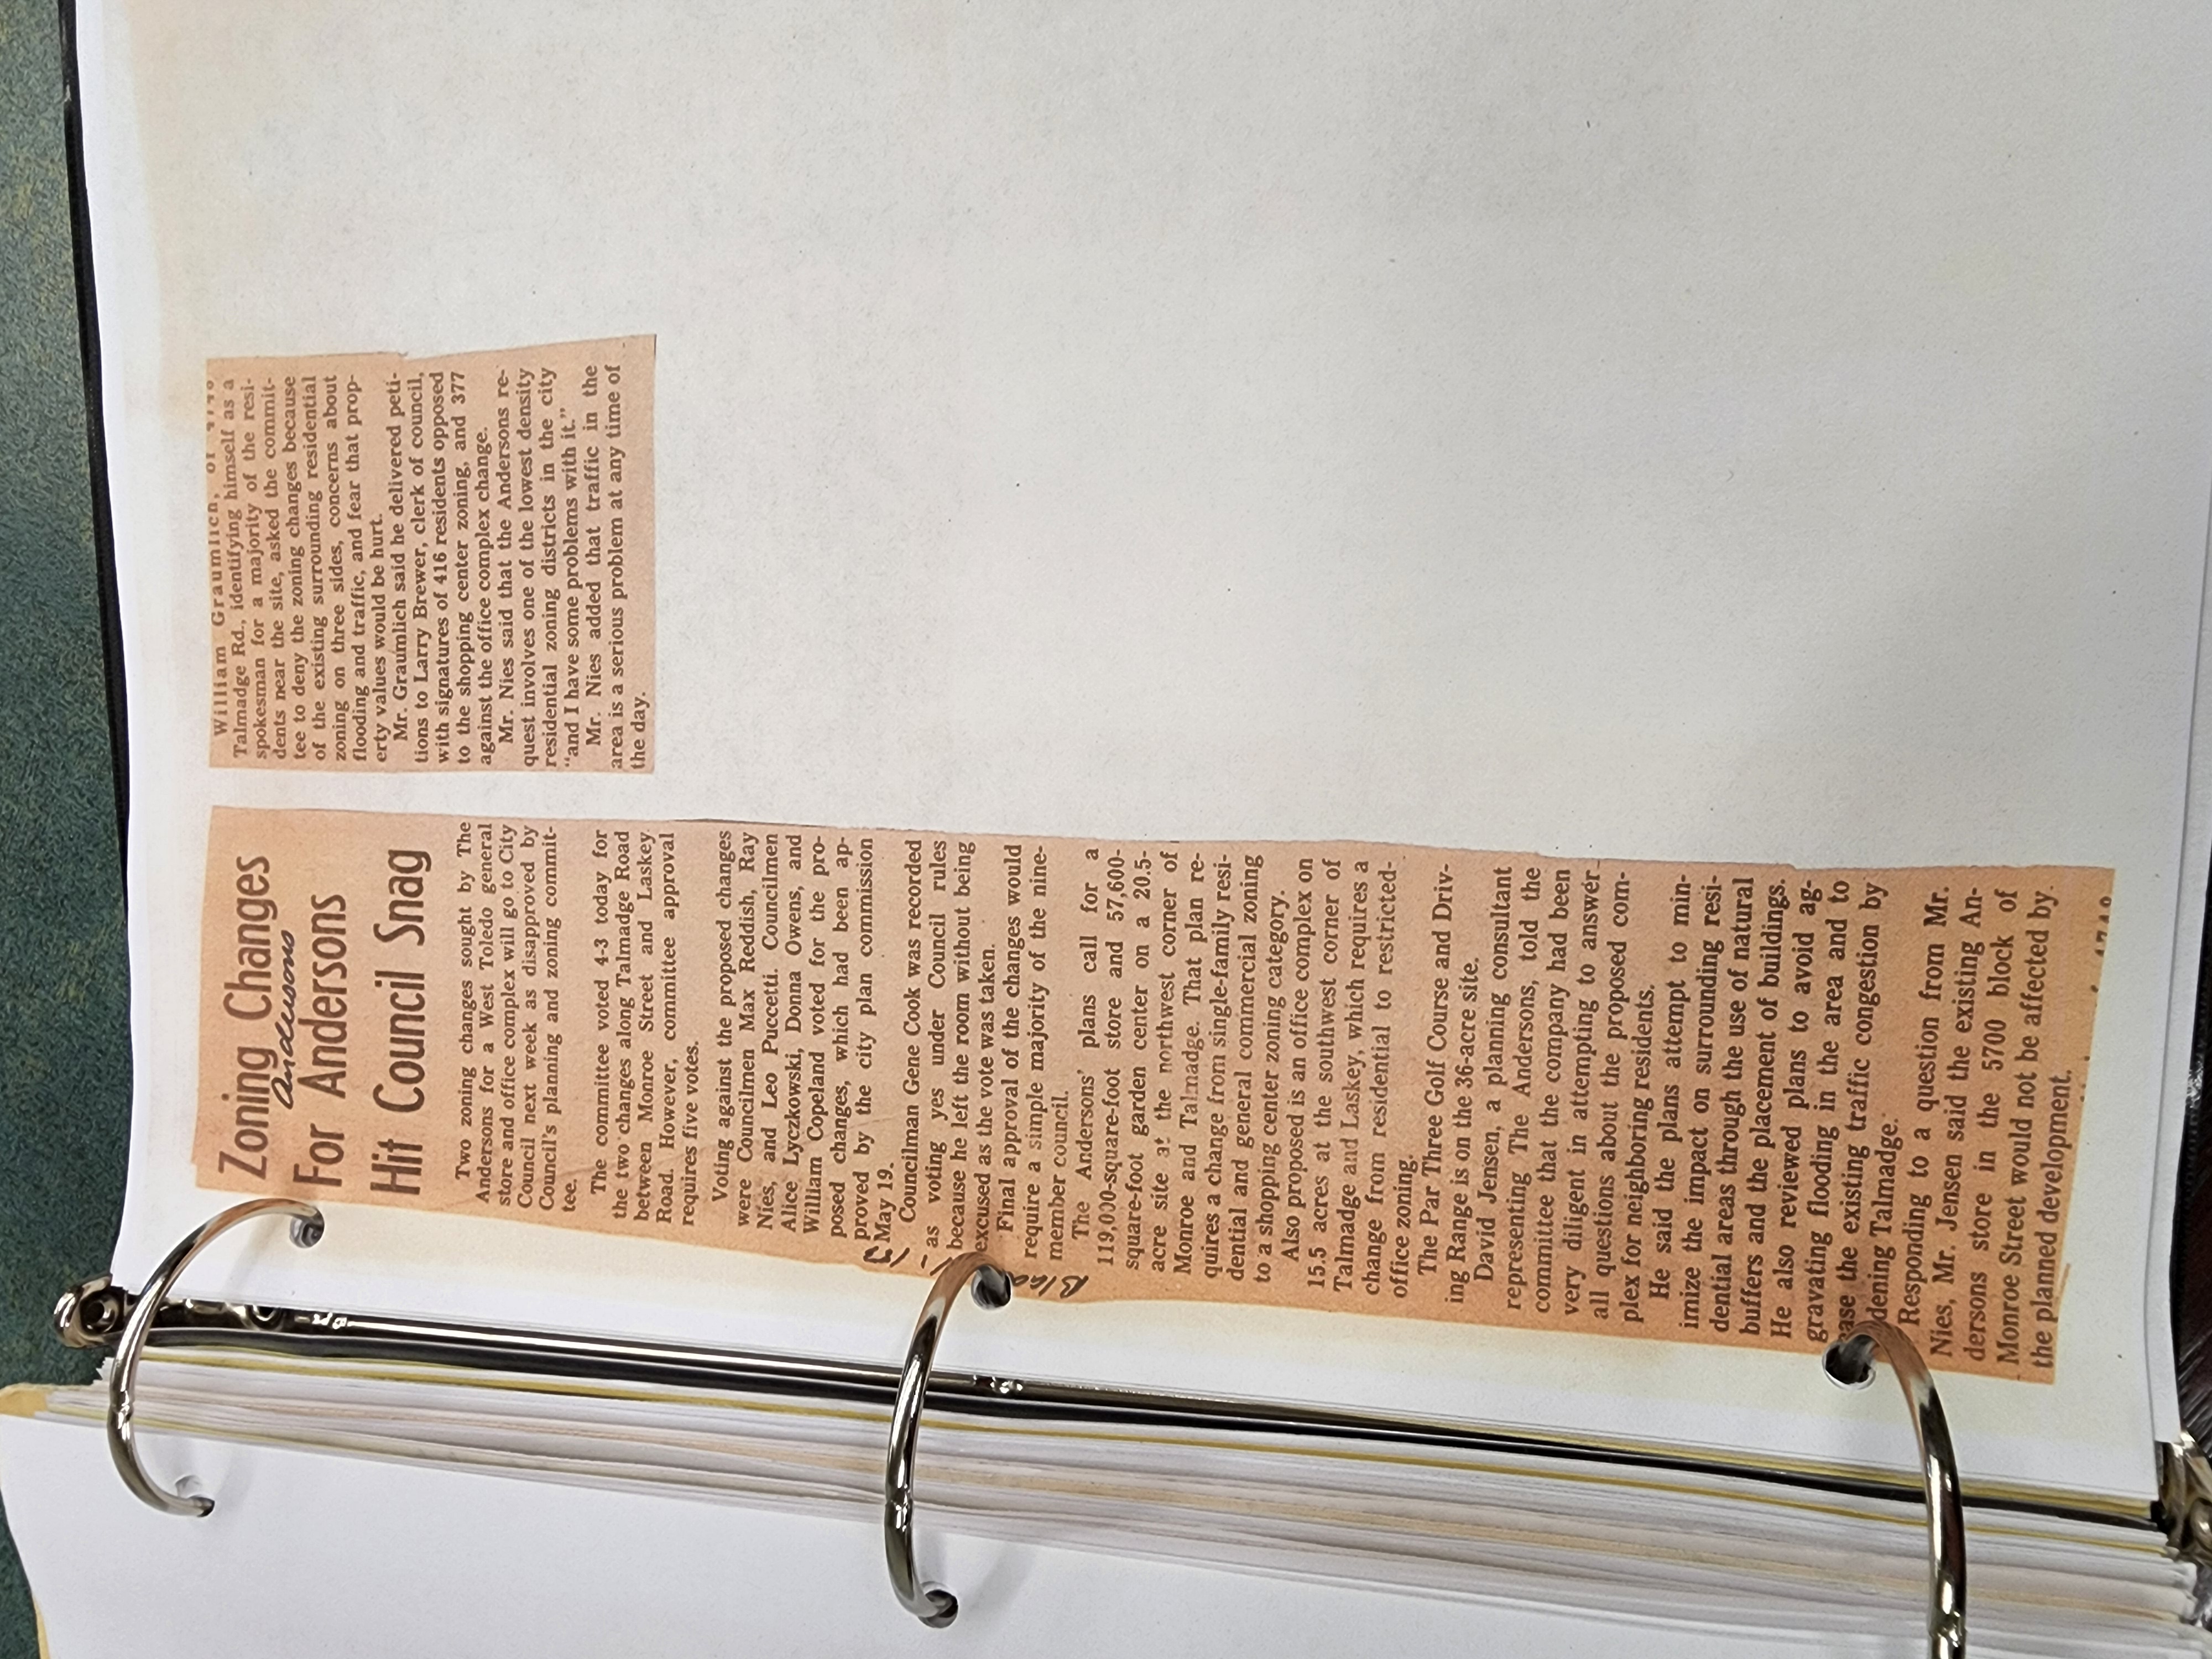 Zoning Changes
Andersons
For Andersons
Hit Council Snag
Two zoning changes sought by The
Andersons for a West Toledo general
store and office complex will go to City
Council next week as disapproved by
Council's planning and zoning commit-
tee.
The committee voted 4-3 today for
the two changes along Talmadge Road
between Monroe Street and Laskey
Road. However, committee approval
requires five votes.
Voting against the proposed changes
were Councilmen Max Reddish, Ray
Nies, and Leo Puccetti. Councilmen
Alice Lyczkowski, Donna Owens, and
William Copeland voted for the pro-
posed changes, which had been ap-
proved by the city plan commission
May 19.
Councilman Gene Cook was recorded
as voting yes under Council rules
because he left the room without being
excused as the vote was taken.
Final approval of the changes would
require a simple majority of the nine-
member council.
The Andersons' plans call for a
119,000-square-foot store and 57,600-
square-foot garden center on a 20.5-
acre site at the northwest corner of
Monroe and Talmadge. That plan re-
quires a change from single-family resi-
dential and general commercial zoning
to a shopping center zoning category.
Also proposed is an office complex on
15.5 acres at the southwest corner of
Talmadge and Laskey, which requires a
change from residential to restricted-
office zoning.
The Par Three Golf Course and Driv-
ing Range is on the 36-acre site.
David Jensen, a planning consultant
representing The Andersons, told the
committee that the company had been
very diligent in attempting to answer
all questions about the proposed com-
plex for neighboring residents.
He said the plans attempt to min-
imize the impact on surrounding resi-
dential areas through the use of natural
buffers and the placement of buildings.
He also reviewed plans to avoid ag-
gravating flooding in the area and to
ease the existing traffic congestion by
dening Talmadge.
Responding to a question from Mr.
Nies, Mr. Jensen said the existing An-
dersons store in the 5700 block of
Monroe Street would not be affected by
the planned development.
William Graumlich, of
Talmadge Rd., identifying himself as a
spokesman for a majority of the resi-
dents near the site, asked the commit-
tee to deny the zoning changes because
of the existing surrounding residential
zoning on three sides, concerns about
flooding and traffic, and fear that prop-
erty values would be hurt.
Mr. Graumlich said he delivered peti-
tions to Larry Brewer, clerk of council,
with signatures of 416 residents opposed
to the shopping center zoning, and 377
against the office complex change.
Mr. Nies said that the Andersons re-
quest involves one of the lowest density
residential zoning districts in the city
"and I have some problems with it."
Mr. Nies added that traffic in the
area is a serious problem at any time of
the day.